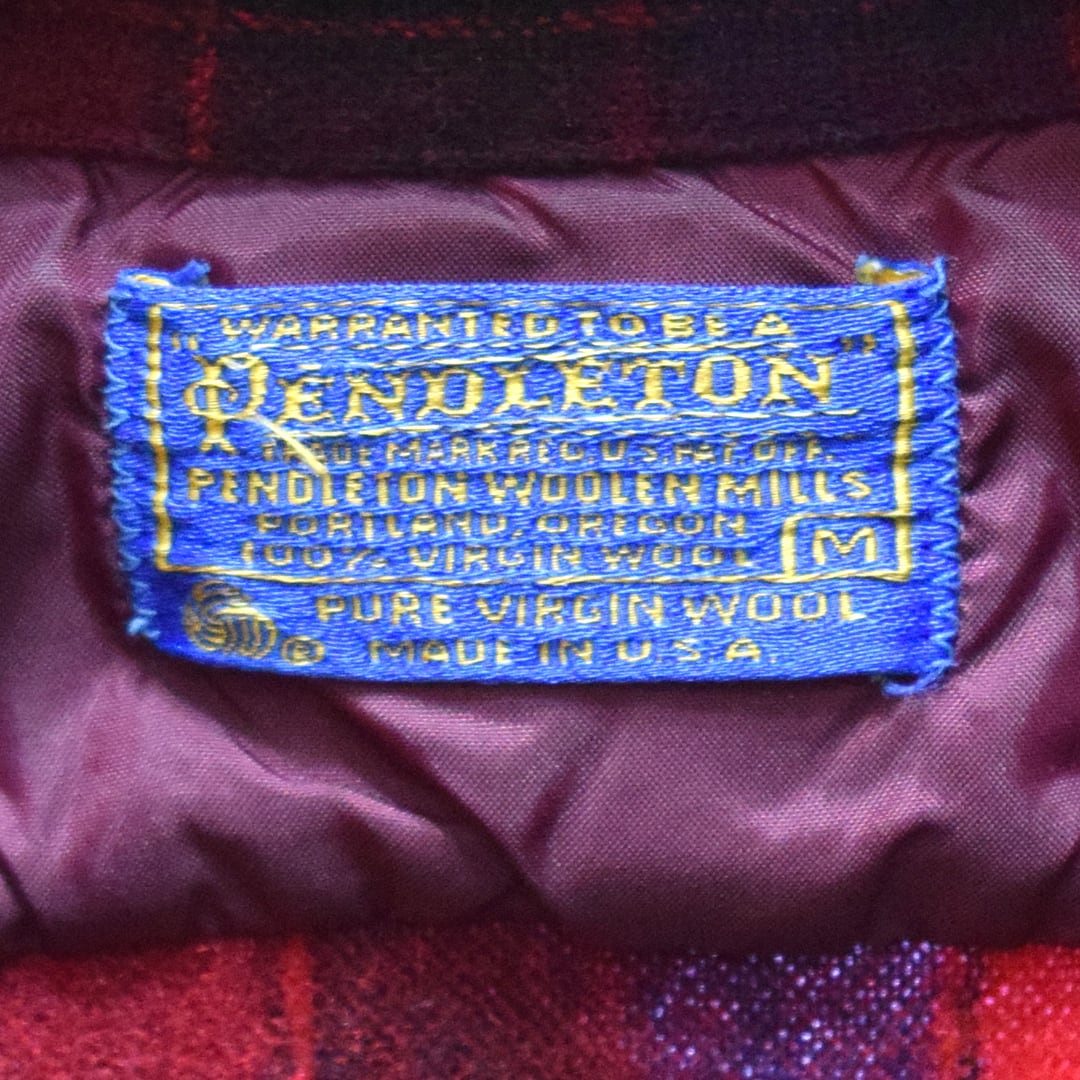 WARRANTED TO BE A
"PENDLETON"
TRADE MARK REG. U.S. PAT. OFF.
PENDLETON WOOLEN MILLS
PORTLAND, OREGON
100% VIRGIN WOOL M
PURE VIRGIN WOOL
® MADE IN U.S.A.